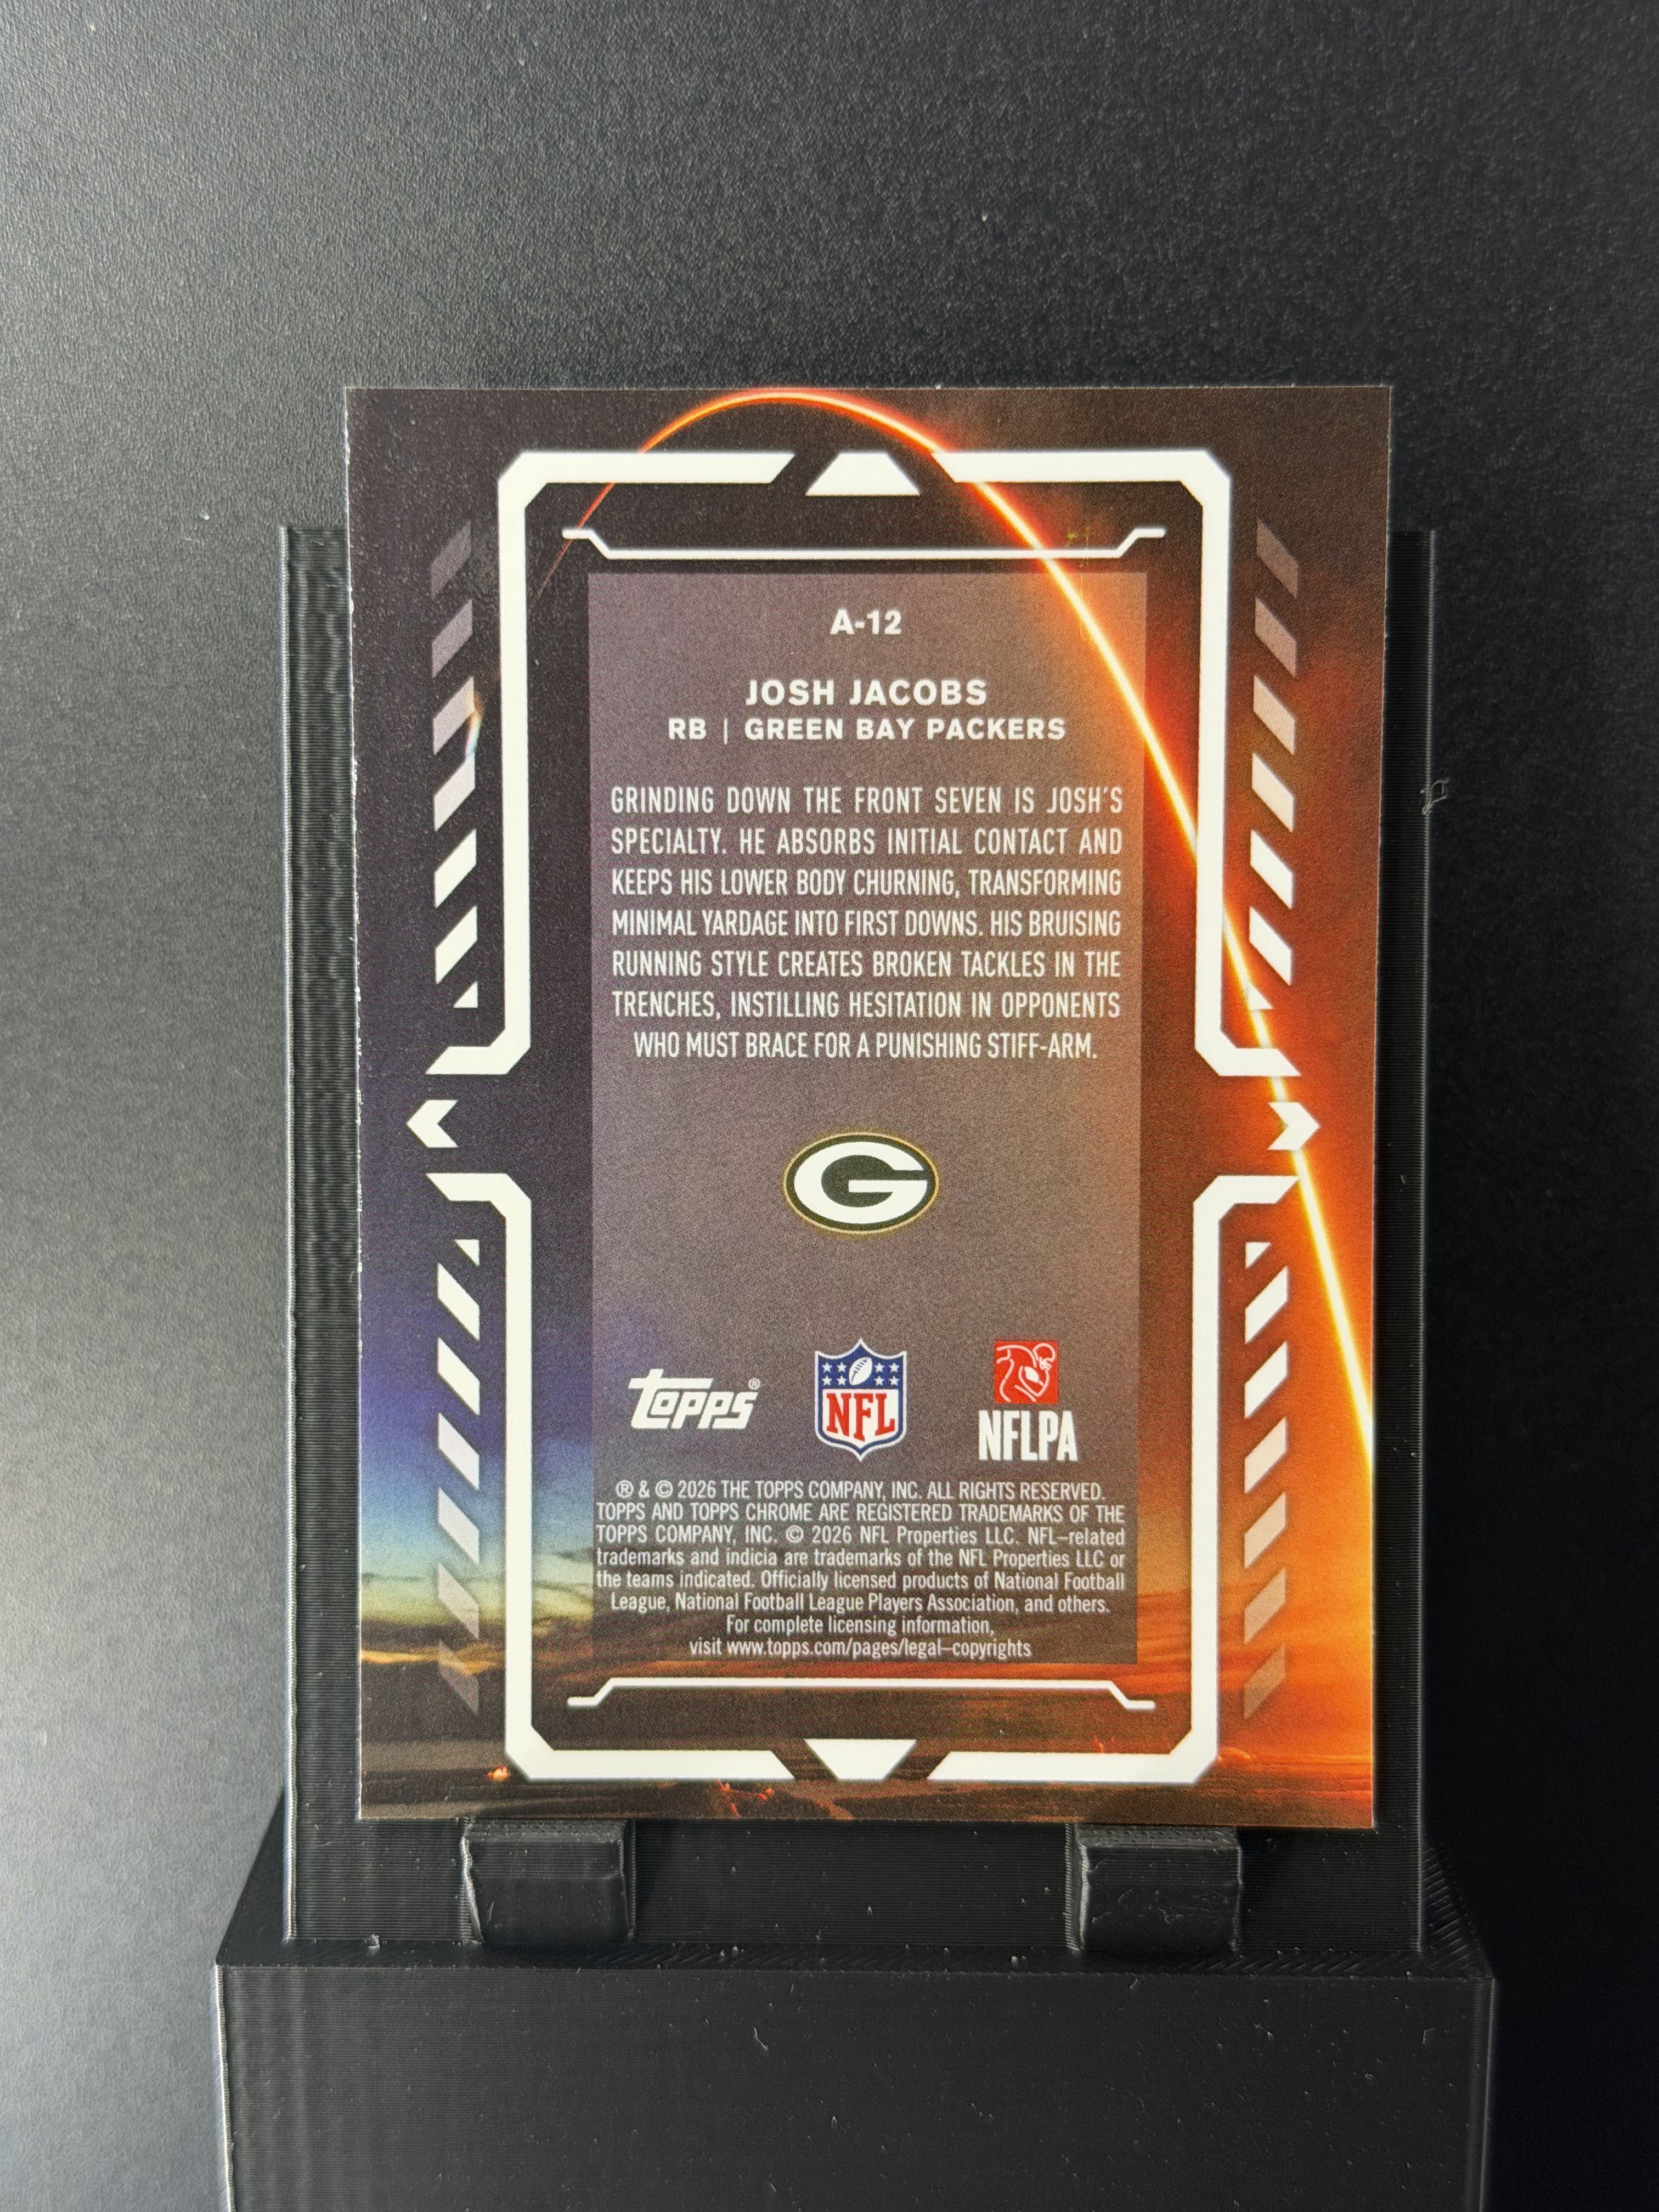 A-12
JOSH JACOBS
RB | GREEN BAY PACKERS
GRINDING DOWN THE FRONT SEVEN IS JOSH'S
SPECIALTY. HE ABSORBS INITIAL CONTACT AND
KEEPS HIS LOWER BODY CHURNING, TRANSFORMING
MINIMAL YARDAGE INTO FIRST DOWNS. HIS BRUISING
RUNNING STYLE CREATES BROKEN TACKLES IN THE
TRENCHES, INSTILLING HESITATION IN OPPONENTS
WHO MUST BRACE FOR A PUNISHING STIFF-ARM.
G
Topps®
NFL
NFLPA
® & © 2026 THE TOPPS COMPANY, INC. ALL RIGHTS RESERVED.
TOPPS AND TOPPS CHROME ARE REGISTERED TRADEMARKS OF THE
TOPPS COMPANY, INC. © 2026 NFL Properties LLC. NFL-related
trademarks and indicia are trademarks of the NFL Properties LLC or
the teams indicated. Officially licensed products of National Football
League, National Football League Players Association, and others.
For complete licensing information,
visit www.topps.com/pages/legal-copyrights